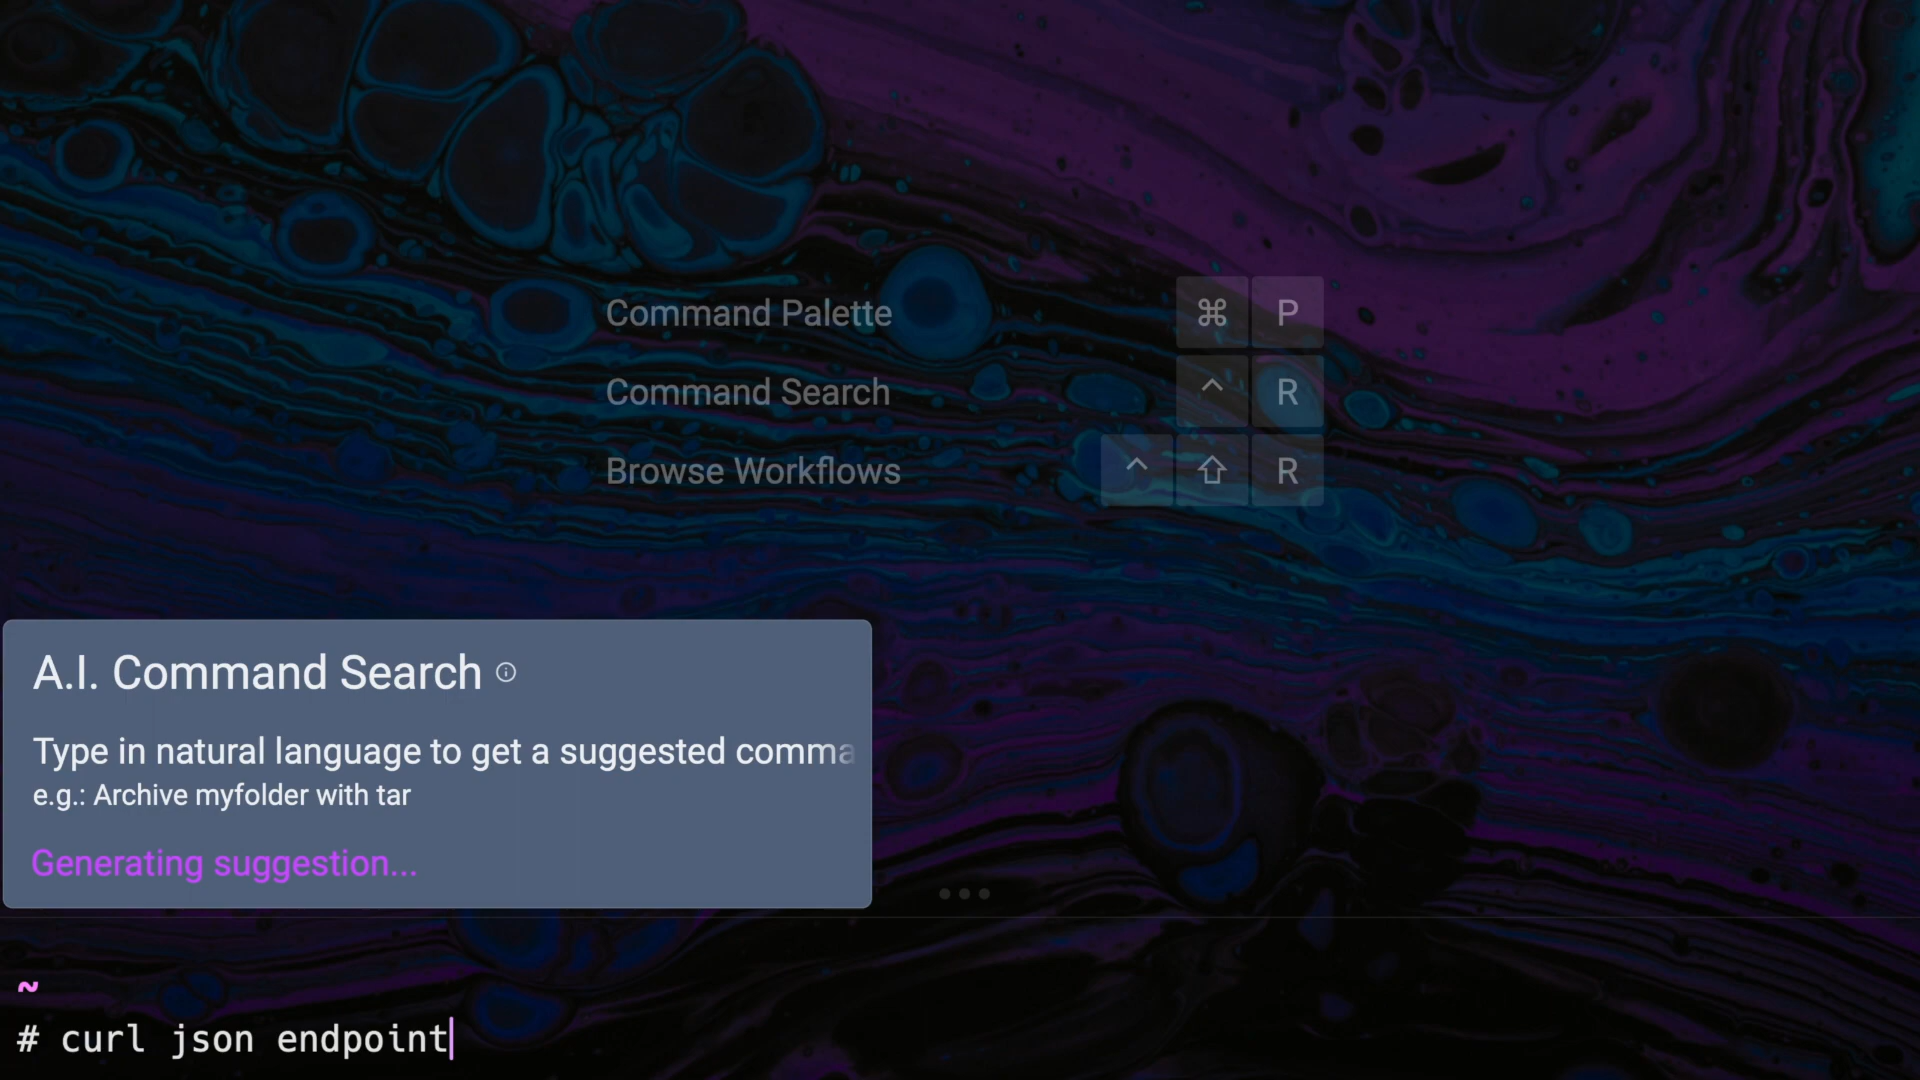 Command Palette ⌘ P
Command Search ^ R
Browse Workflows ^ ⇧ R
A.I. Command Search
Type in natural language to get a suggested comma
e.g.: Archive myfolder with tar
Generating suggestion...
~
# curl json endpoint